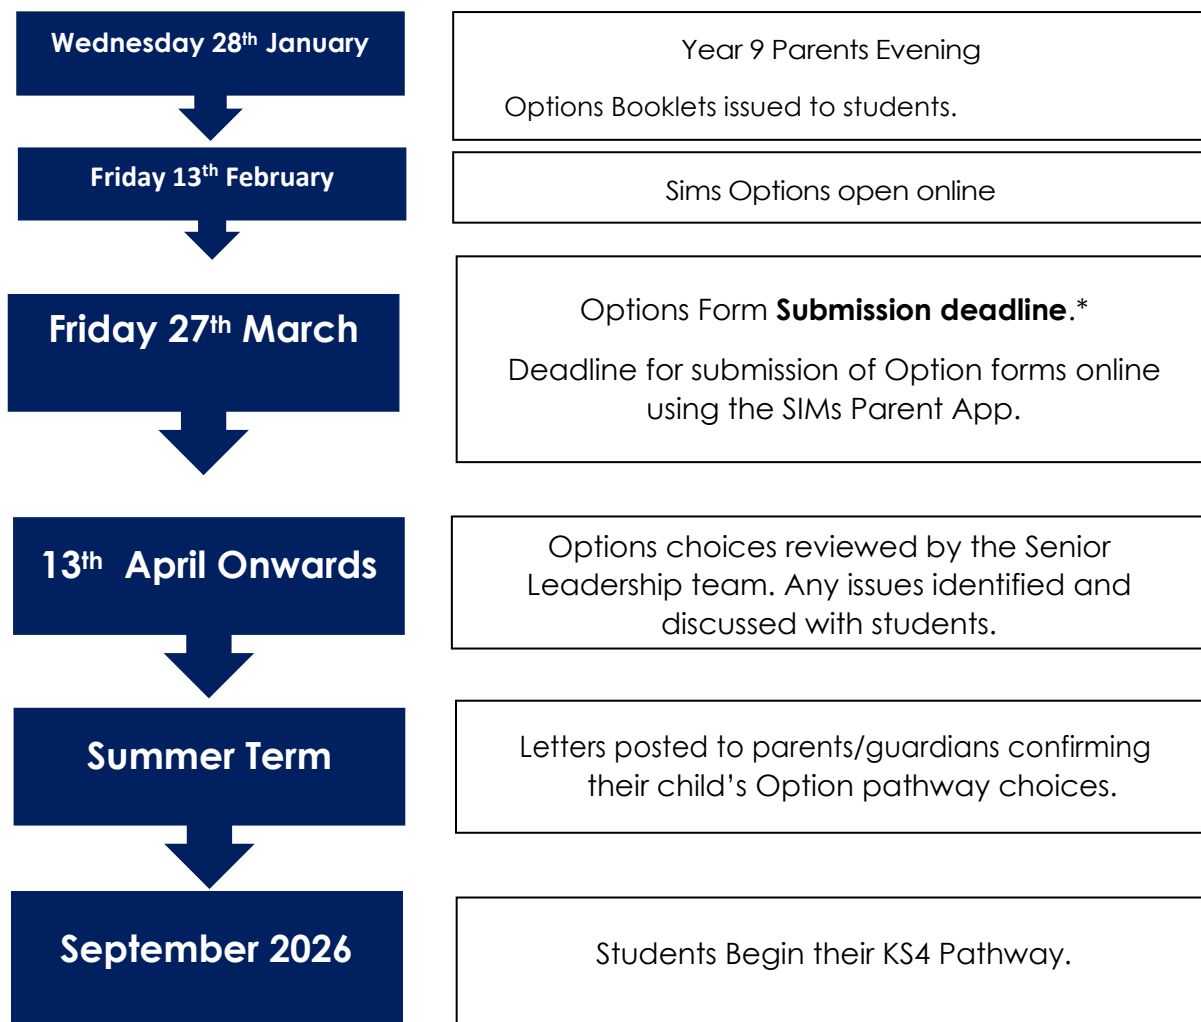 Wednesday 28th January
Year 9 Parents Evening
Options Booklets issued to students.
Friday 13th February
Sims Options open online
Friday 27th March
Options Form Submission deadline.*
Deadline for submission of Option forms online
using the SIMs Parent App.
13th April Onwards
Options choices reviewed by the Senior
Leadership team. Any issues identified and
discussed with students.
Summer Term
Letters posted to parents/guardians confirming
their child’s Option pathway choices.
September 2026
Students Begin their KS4 Pathway.